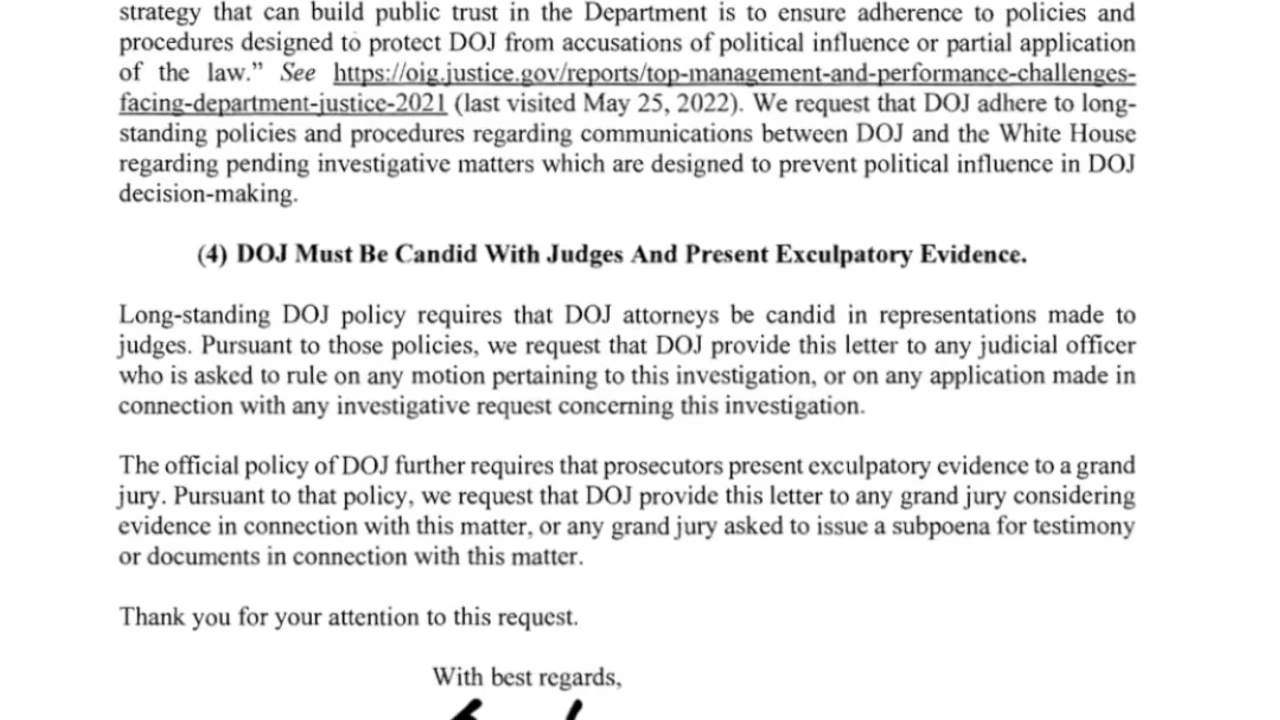 strategy that can build public trust in the Department is to ensure adherence to policies and
procedures designed to protect DOJ from accusations of political influence or partial application
of the law.” See https://oig.justice.gov/reports/top-management-and-performance-challenges-
facing-department-justice-2021 (last visited May 25, 2022). We request that DOJ adhere to long-
standing policies and procedures regarding communications between DOJ and the White House
regarding pending investigative matters which are designed to prevent political influence in DOJ
decision-making.
(4) DOJ Must Be Candid With Judges And Present Exculpatory Evidence.
Long-standing DOJ policy requires that DOJ attorneys be candid in representations made to
judges. Pursuant to those policies, we request that DOJ provide this letter to any judicial officer
who is asked to rule on any motion pertaining to this investigation, or on any application made in
connection with any investigative request concerning this investigation.
The official policy of DOJ further requires that prosecutors present exculpatory evidence to a grand
jury. Pursuant to that policy, we request that DOJ provide this letter to any grand jury considering
evidence in connection with this matter, or any grand jury asked to issue a subpoena for testimony
or documents in connection with this matter.
Thank you for your attention to this request.
With best regards,